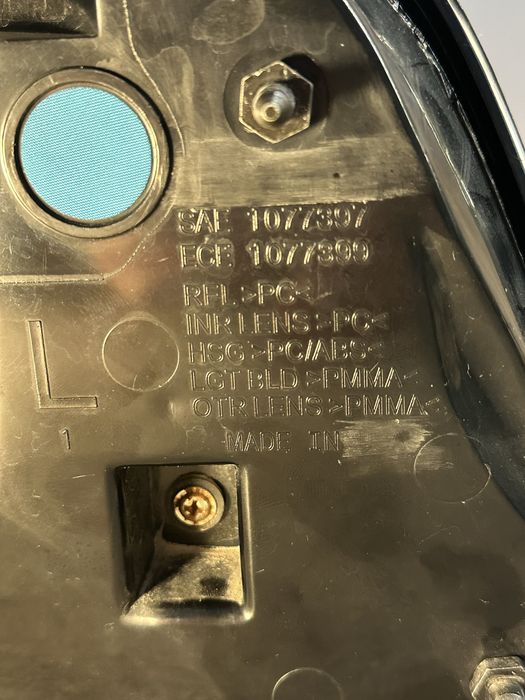 SAE 1077397
ECE 1077399
REFL >PC<
INR LENS >PC<
HSG >PC/ABS<
LGT BLD >PMMA<
OTR LENS >PMMA<
L
1
MADE IN